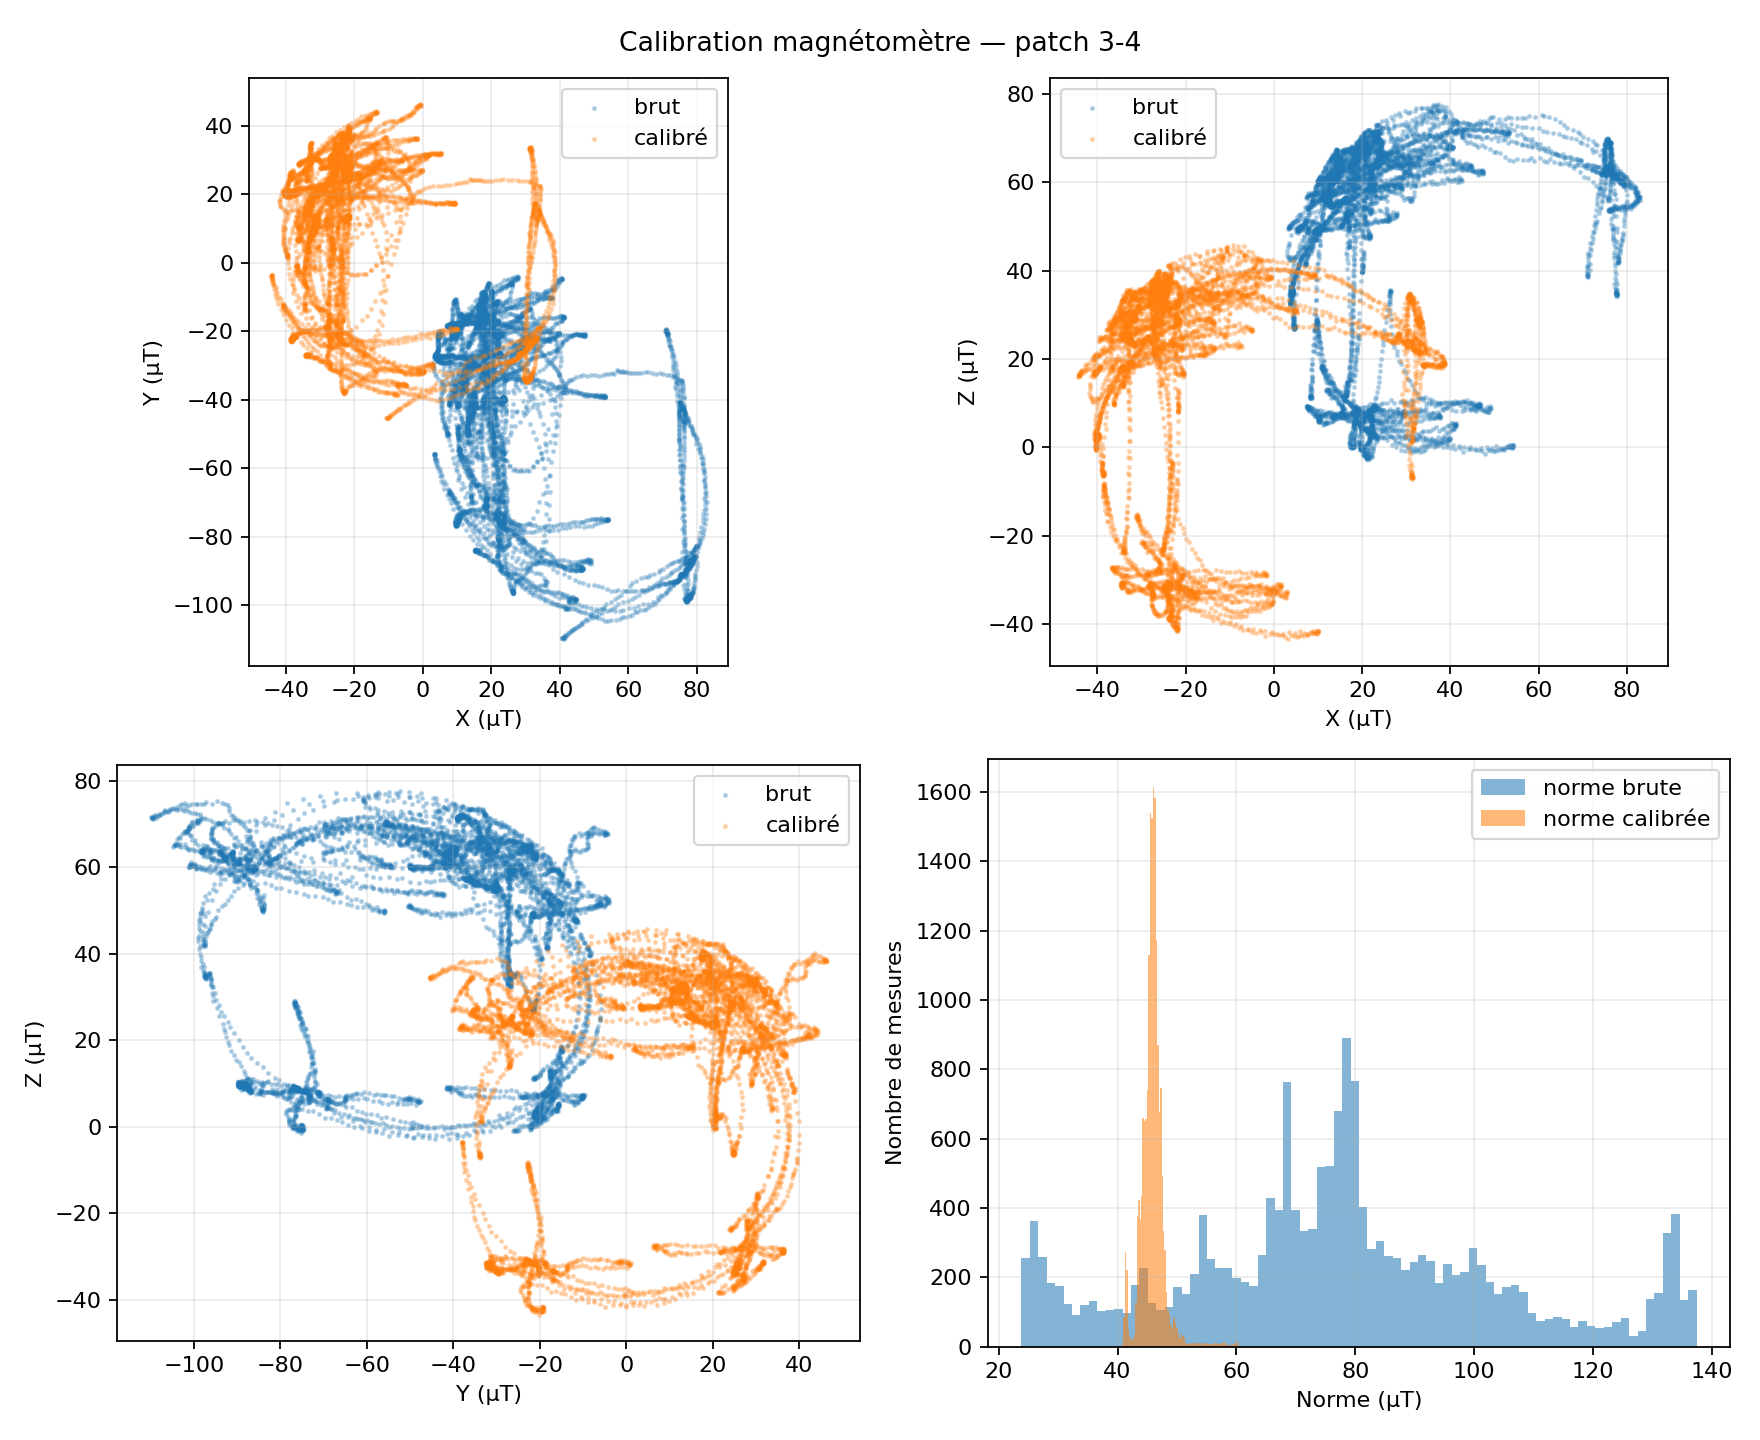 Calibration magnétomètre — patch 3-4
brut
calibré
40
20
0
−20
−40
−60
−80
−100
Y (µT)
−40 −20 0 20 40 60 80
X (µT)
brut
calibré
80
60
40
20
0
−20
−40
Z (µT)
−40 −20 0 20 40 60 80
X (µT)
brut
calibré
80
60
40
20
0
−20
−40
Z (µT)
−100 −80 −60 −40 −20 0 20 40
Y (µT)
norme brute
norme calibrée
1600
1400
1200
1000
800
600
400
200
0
Nombre de mesures
20 40 60 80 100 120 140
Norme (µT)